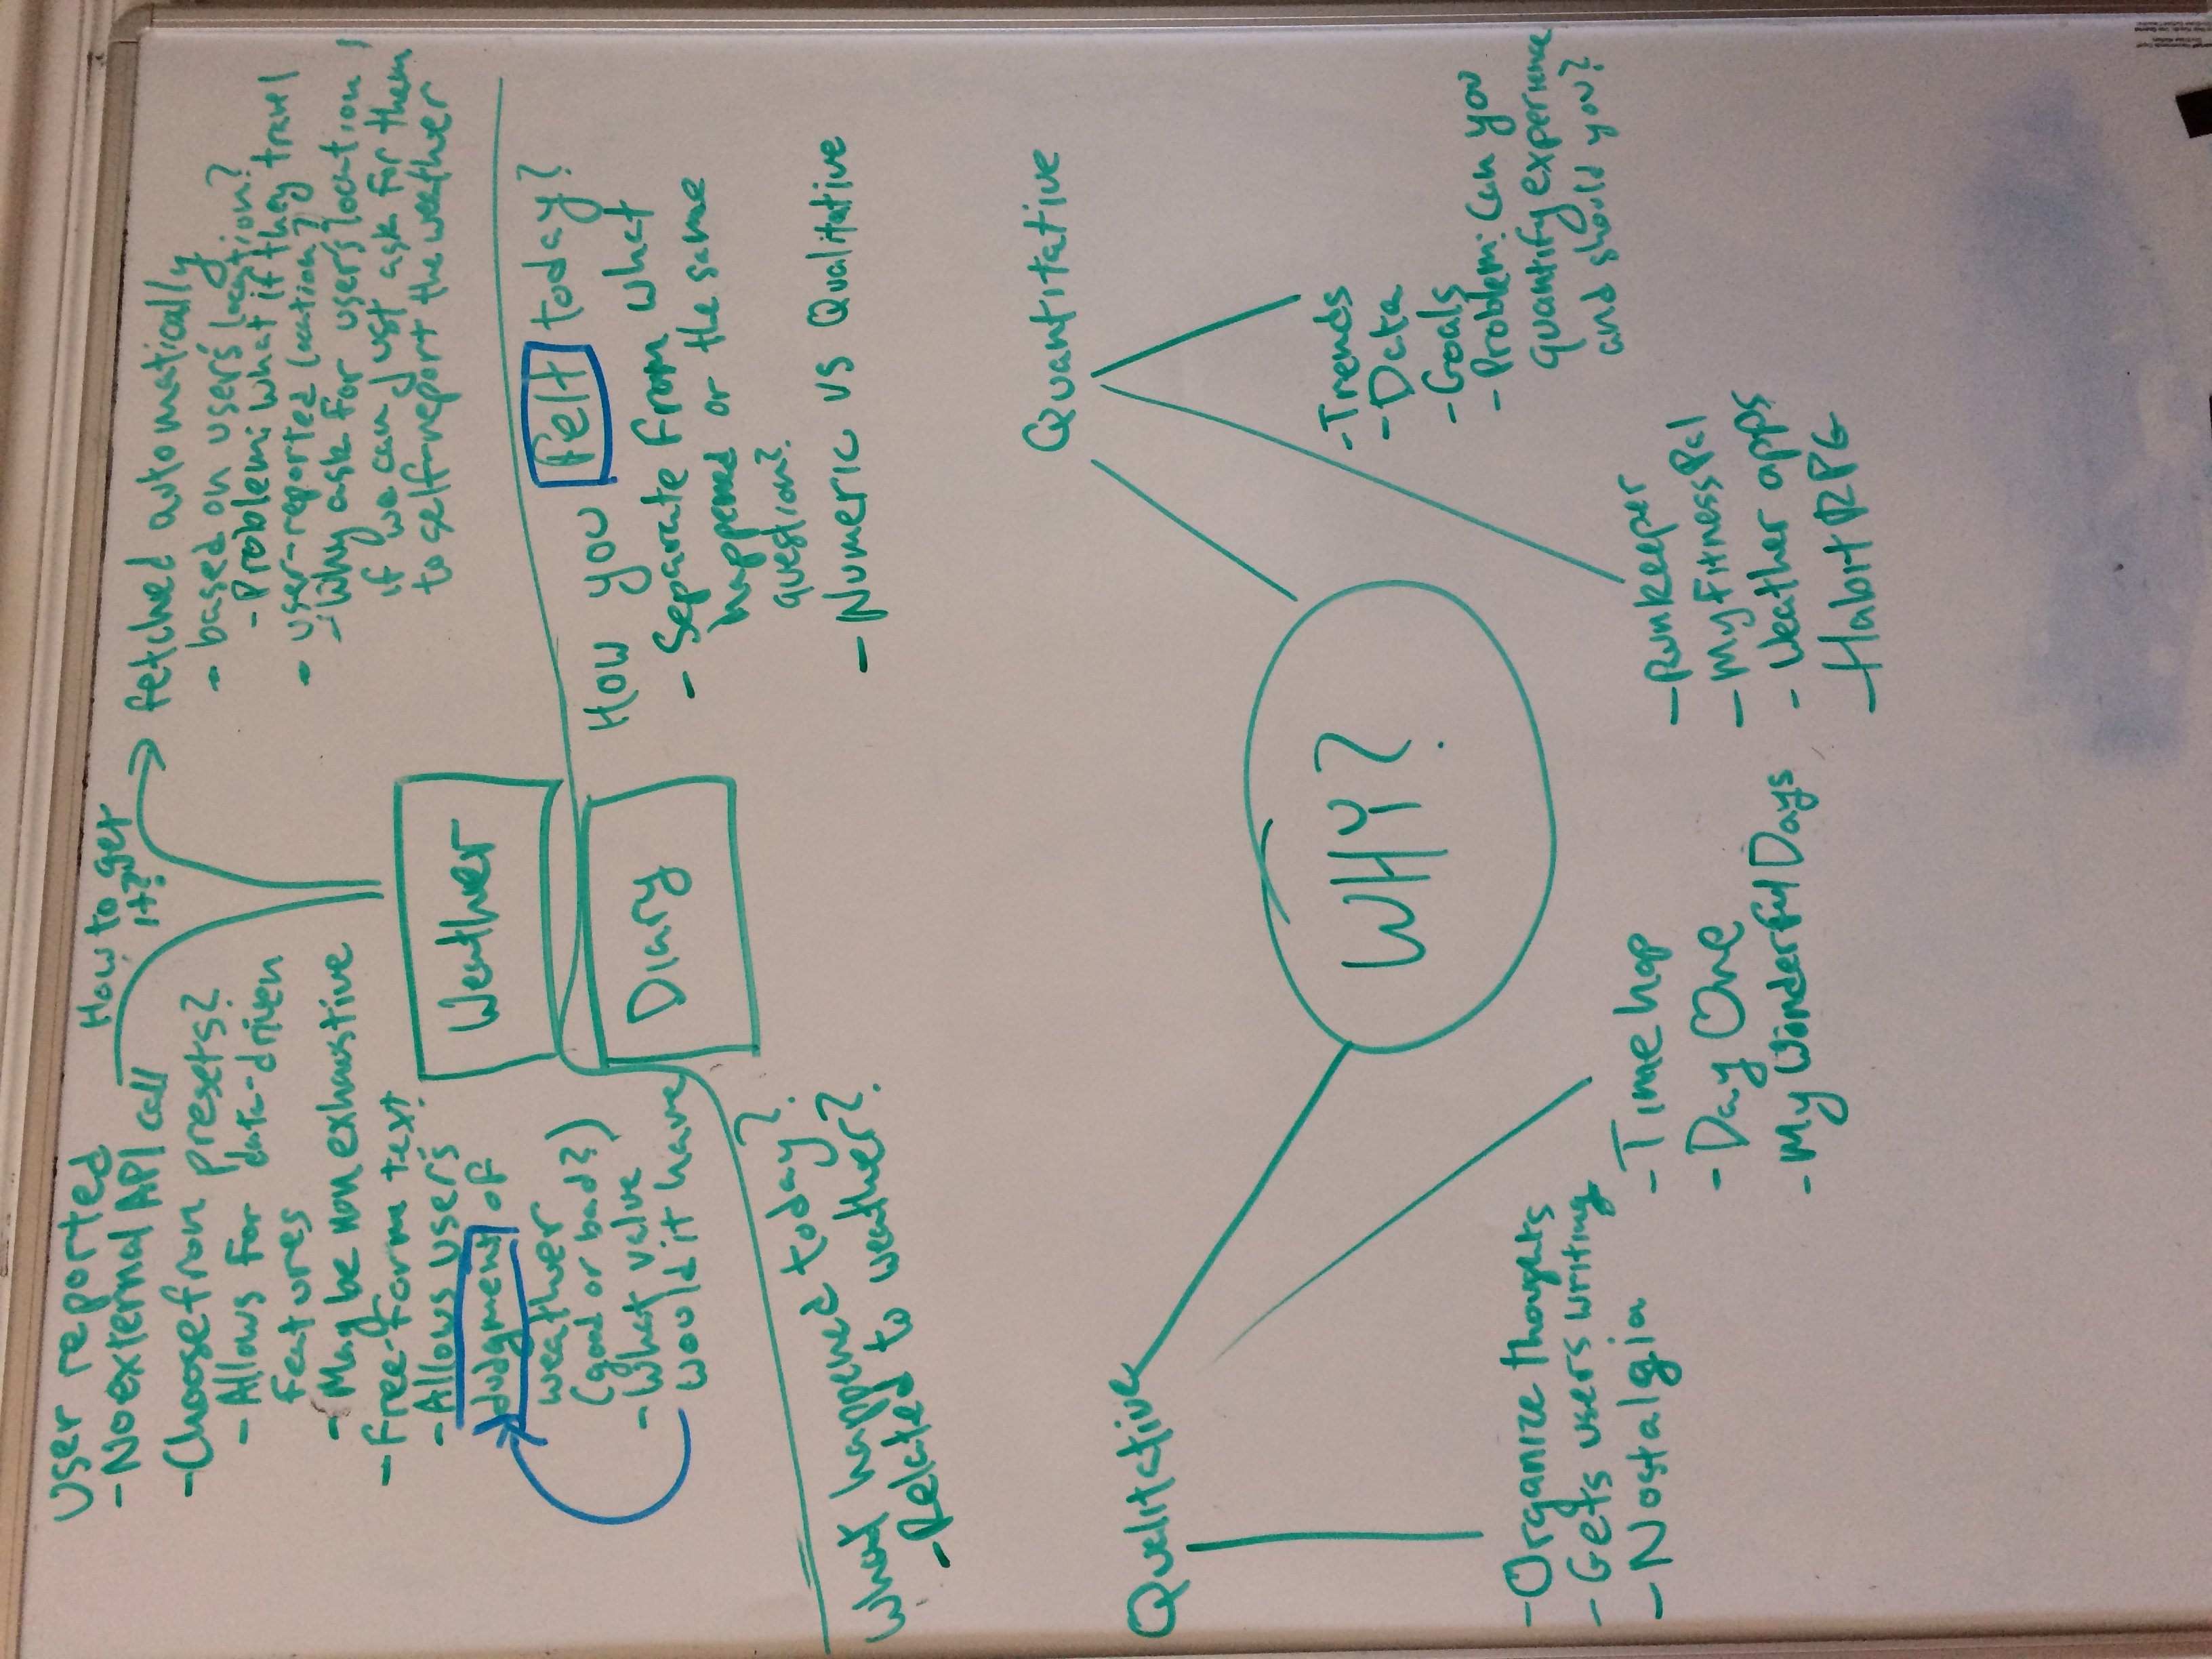 User reported
- No external API call
- Choose from presets?
- Allows for data-driven
features
- May be non exhaustive
- Free-form text
- Allows user's
Judgment of
weather
(good or bad?)
- What value
would it have
How to get
it?
fetched automatically
- based on user's location?
- Problem: what if they travel
- user-reported location?
- Why ask for user's location
if we can just ask for them
to self-report the weather
Weather
Diary
How you Felt today?
- Separate from what
happened or the same
question?
- Numeric vs Qualitative
What happened today?
- Related to weather?
Qualitative
Quantitative
WHY?
- Organize thoughts
- Gets users writing
- Nostalgia
- Time hop
- Day One
- My Wonderful Days
- Trends
- Data
- Goals
- Problem: Can you
quantify experience
and should you?
- Runkeeper
- MyFitnessPal
- Weather apps
- Habit RPG